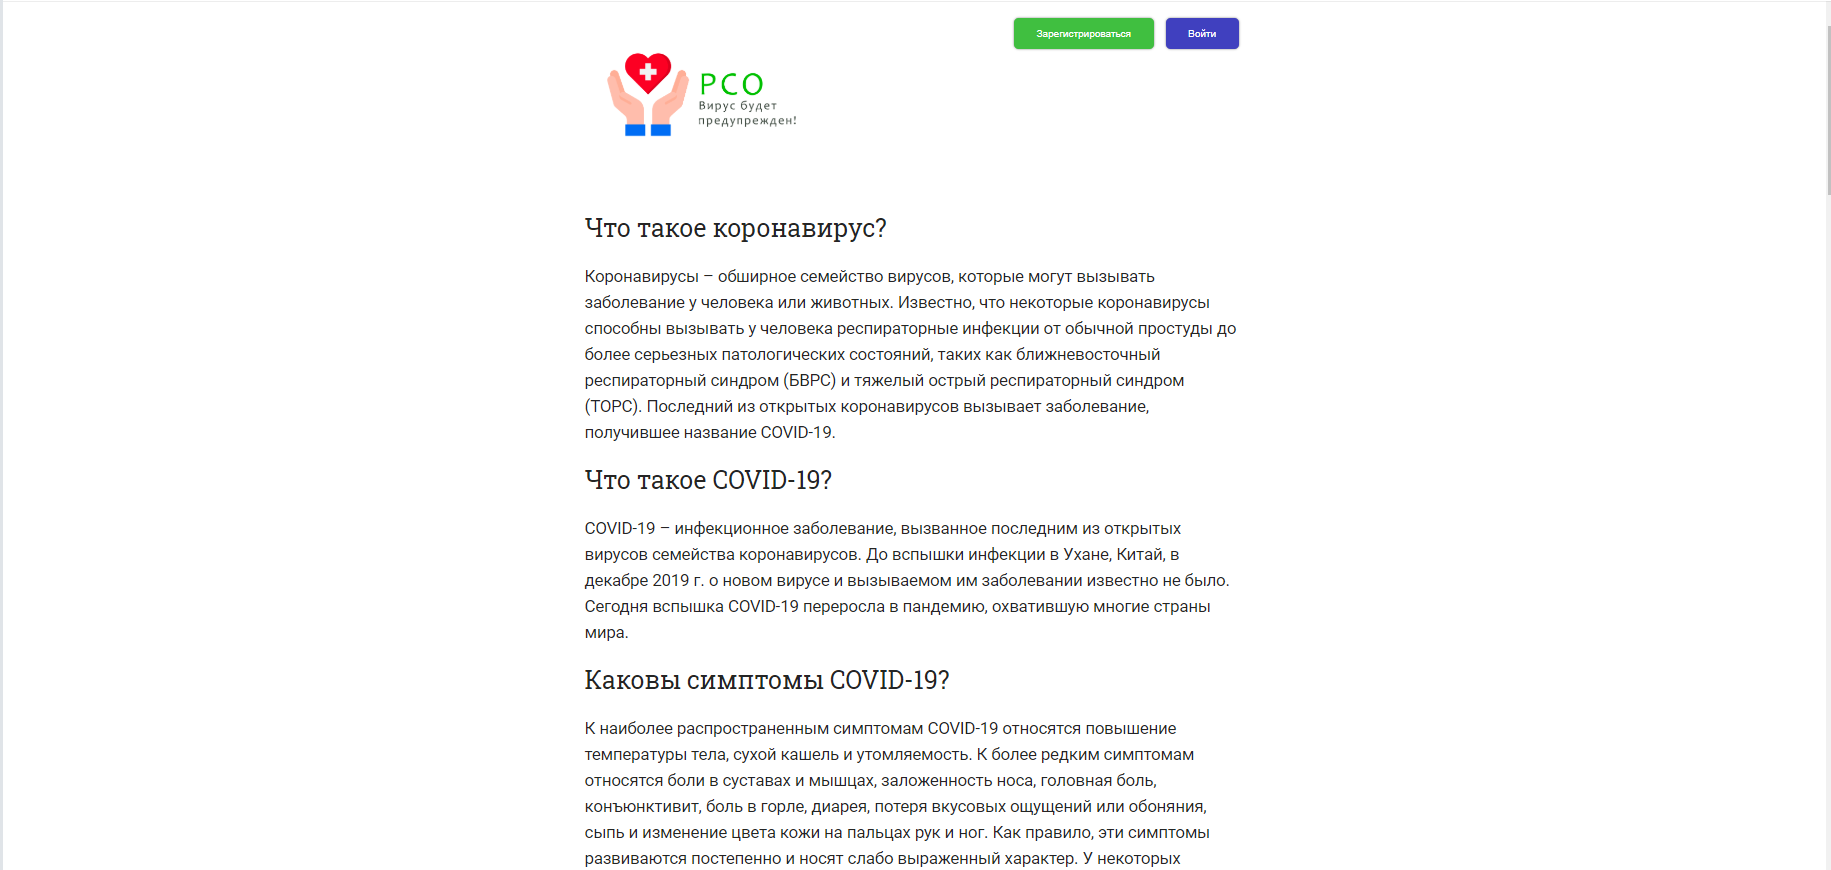 Зарегистрироваться
Войти
РСО
Вирус будет
предупрежден!
Что такое коронавирус?
Коронавирусы – обширное семейство вирусов, которые могут вызывать
заболевание у человека или животных. Известно, что некоторые коронавирусы
способны вызывать у человека респираторные инфекции от обычной простуды до
более серьезных патологических состояний, таких как ближневосточный
респираторный синдром (БВРС) и тяжелый острый респираторный синдром
(ТОРС). Последний из открытых коронавирусов вызывает заболевание,
получившее название COVID-19.
Что такое COVID-19?
COVID-19 – инфекционное заболевание, вызванное последним из открытых
вирусов семейства коронавирусов. До вспышки инфекции в Ухане, Китай, в
декабре 2019 г. о новом вирусе и вызываемом им заболевании известно не было.
Сегодня вспышка COVID-19 переросла в пандемию, охватившую многие страны
мира.
Каковы симптомы COVID-19?
К наиболее распространенным симптомам COVID-19 относятся повышение
температуры тела, сухой кашель и утомляемость. К более редким симптомам
относятся боли в суставах и мышцах, заложенность носа, головная боль,
конъюнктивит, боль в горле, диарея, потеря вкусовых ощущений или обоняния,
сыпь и изменение цвета кожи на пальцах рук и ног. Как правило, эти симптомы
развиваются постепенно и носят слабо выраженный характер. У некоторых